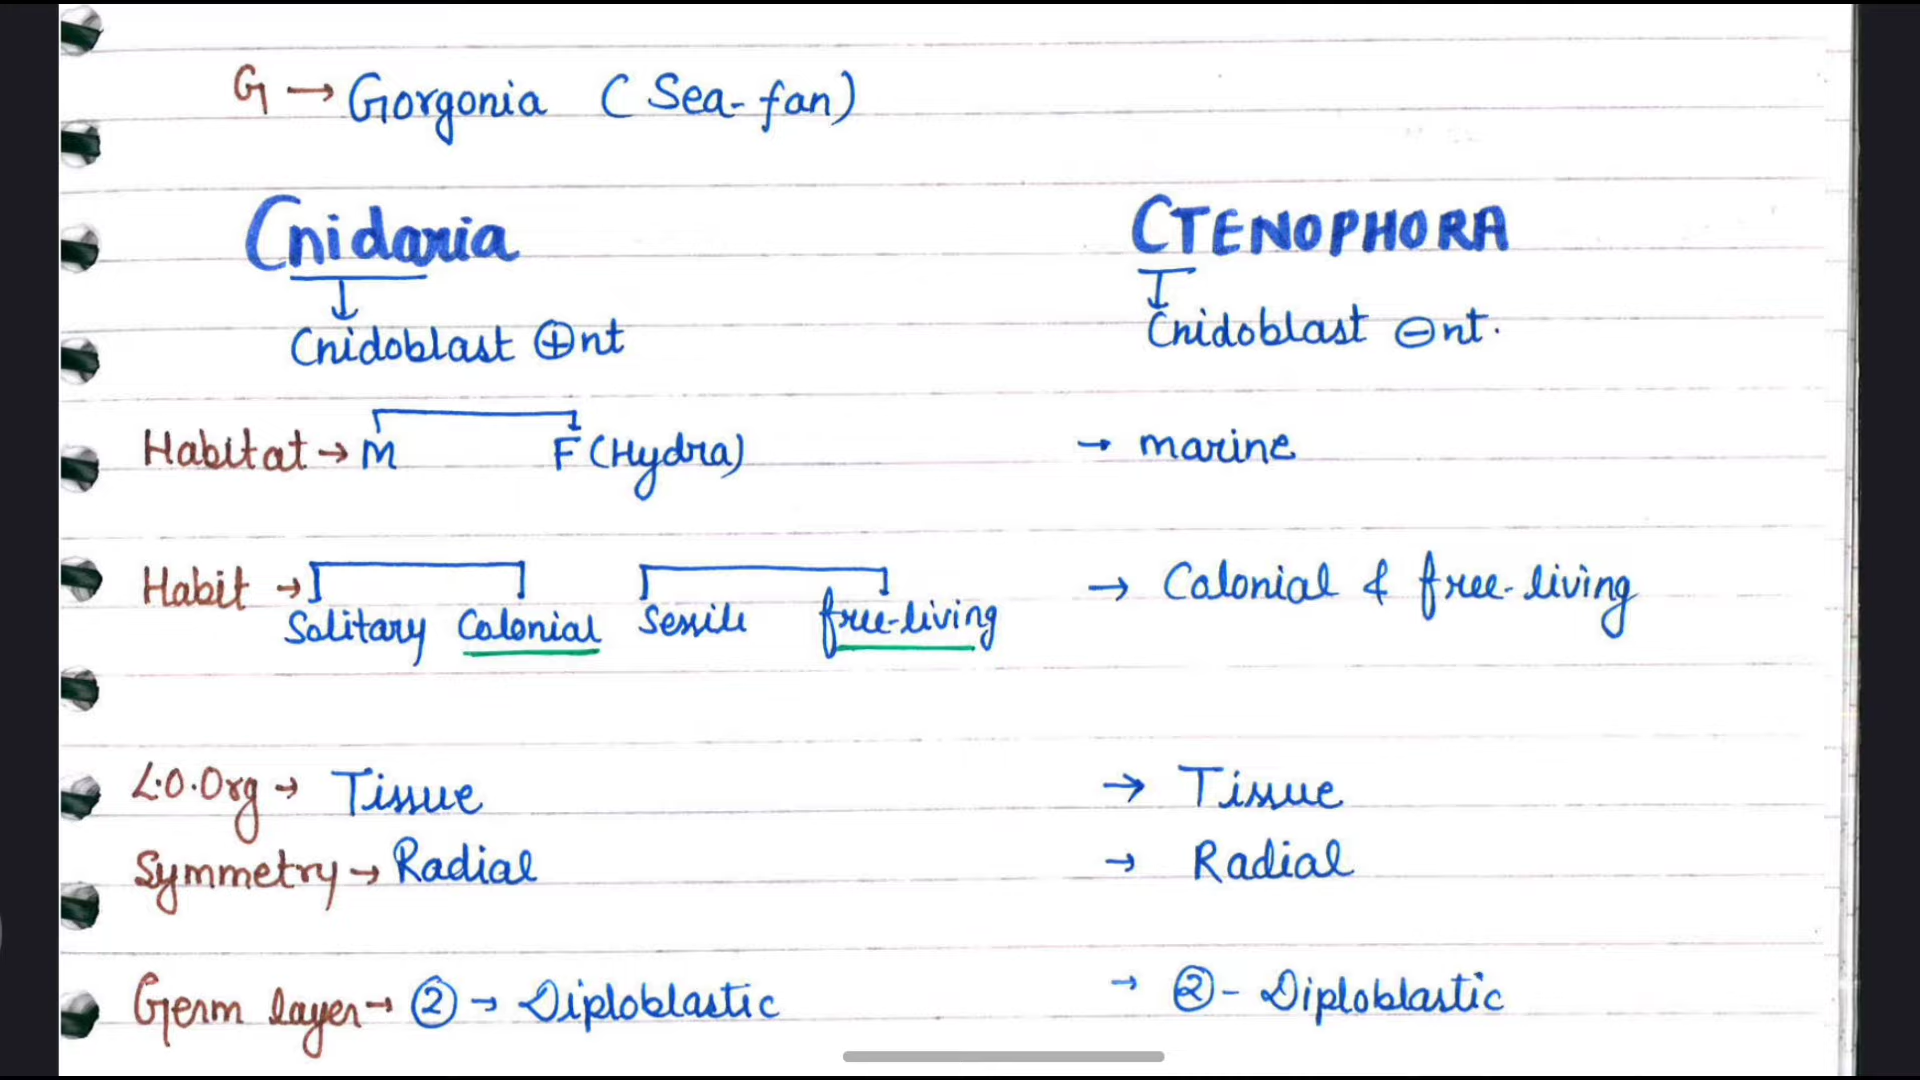 G → Gorgonia (Sea-fan)
Cnidaria CTENOPHORA
↓ ↓
Cnidoblast ⊕nt Cnidoblast ⊖nt.
Habitat → M F (Hydra) → marine
Habit → Solitary Colonial Sessile free-living → Colonial & free-living
L.O.Org → Tissue → Tissue
Symmetry → Radial → Radial
Germ layer → ② → Diploblastic → ② - Diploblastic